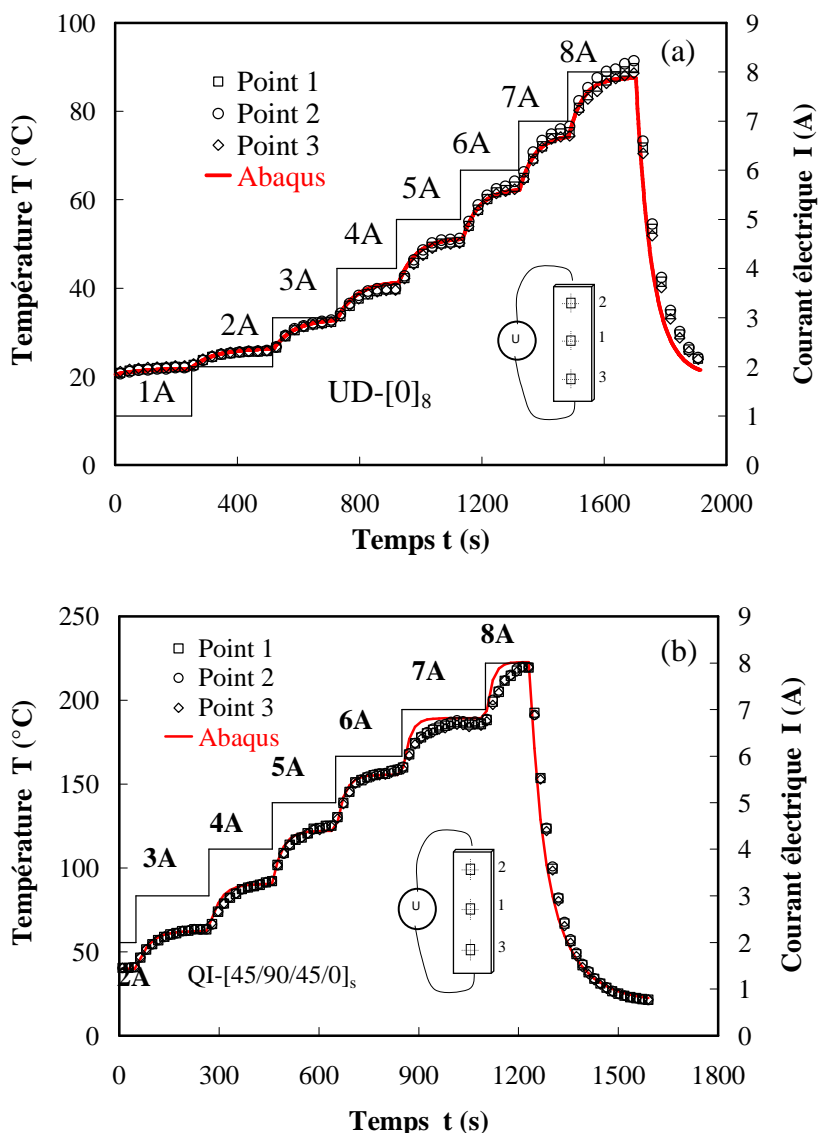 100
80
60
40
20
0
Température T (°C)
9
8
7
6
5
4
3
2
1
0
Courant électrique I (A)
(a)
Point 1
Point 2
Point 3
Abaqus
1A
2A
3A
4A
5A
6A
7A
8A
U
2
1
3
UD-[0]8
0
400
800
1200
1600
2000
Temps t (s)
250
200
150
100
50
0
Température T (°C)
9
8
7
6
5
4
3
2
1
0
Courant électrique I (A)
(b)
Point 1
Point 2
Point 3
Abaqus
2A
3A
4A
5A
6A
7A
8A
U
2
1
3
QI-[45/90/45/0]s
0
300
600
900
1200
1500
1800
Temps t (s)